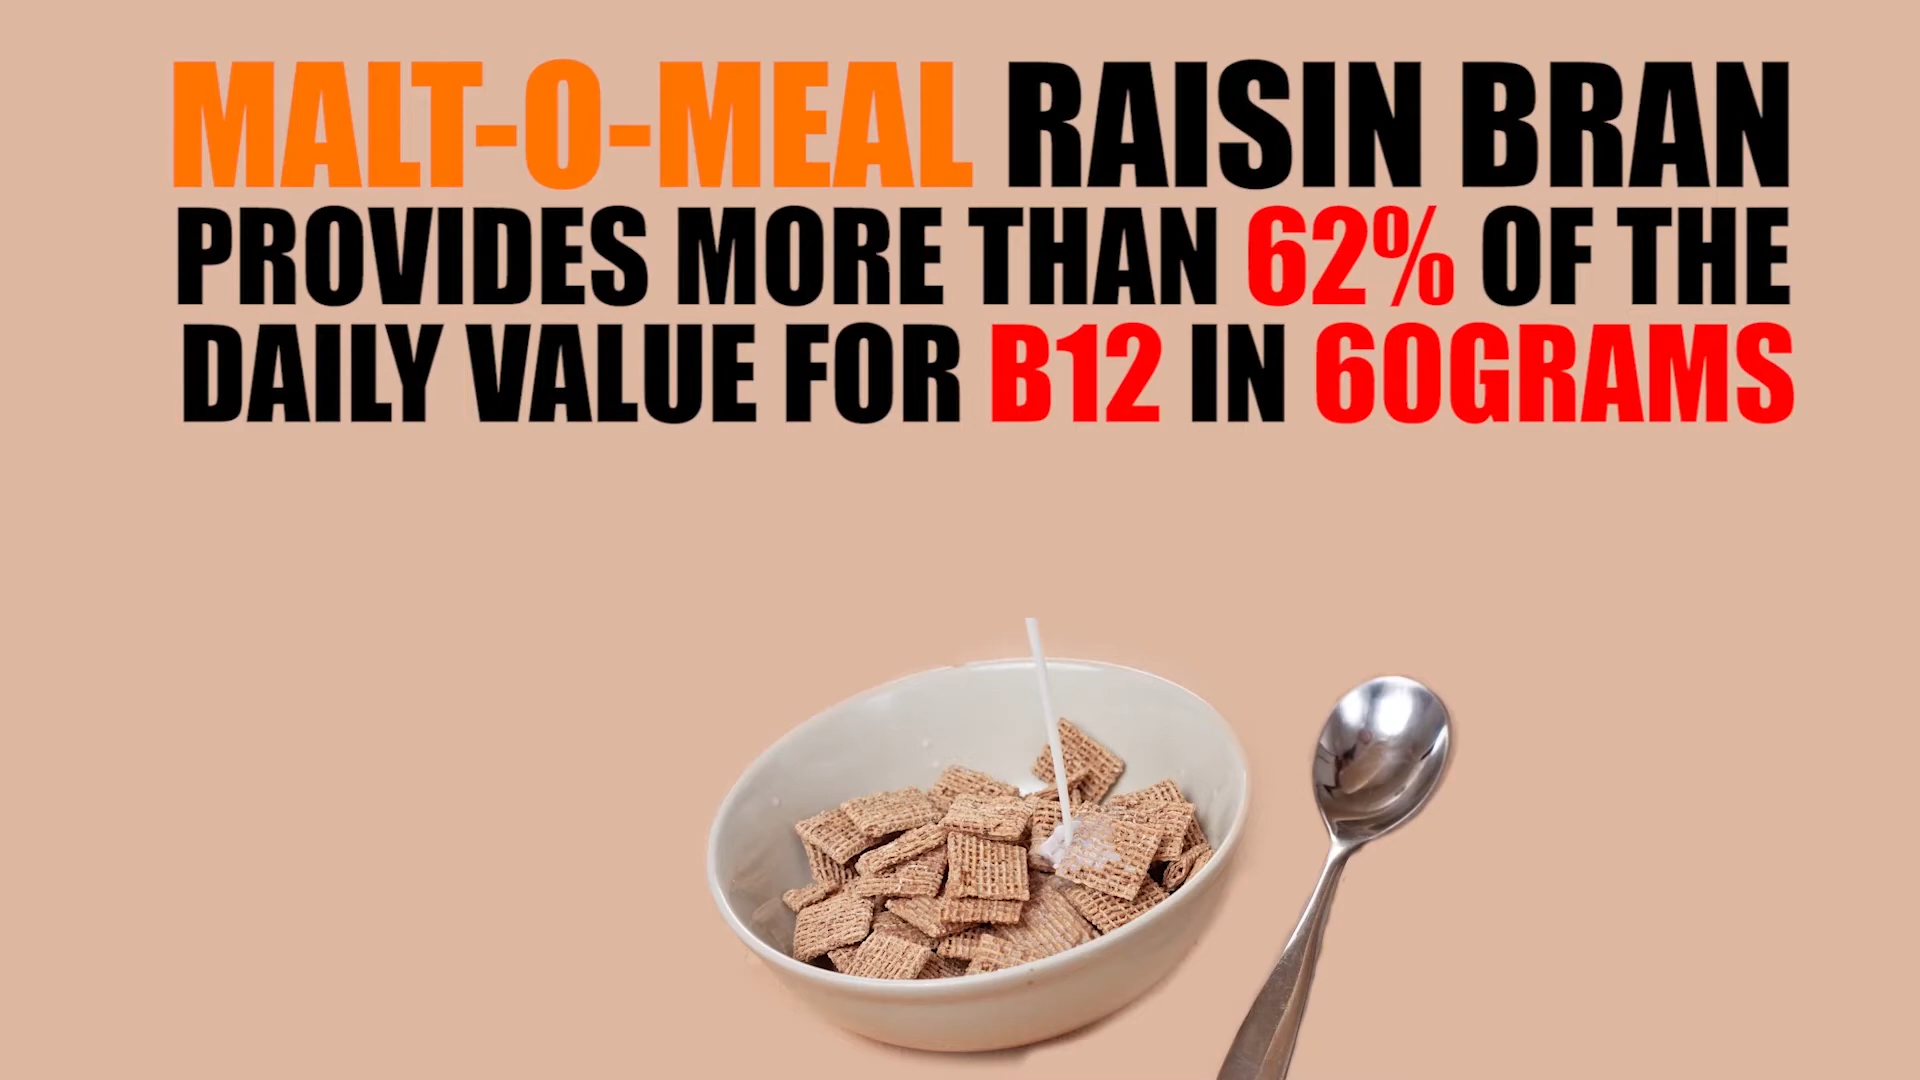 MALT-O-MEAL RAISIN BRAN
PROVIDES MORE THAN 62% OF THE
DAILY VALUE FOR B12 IN 60GRAMS